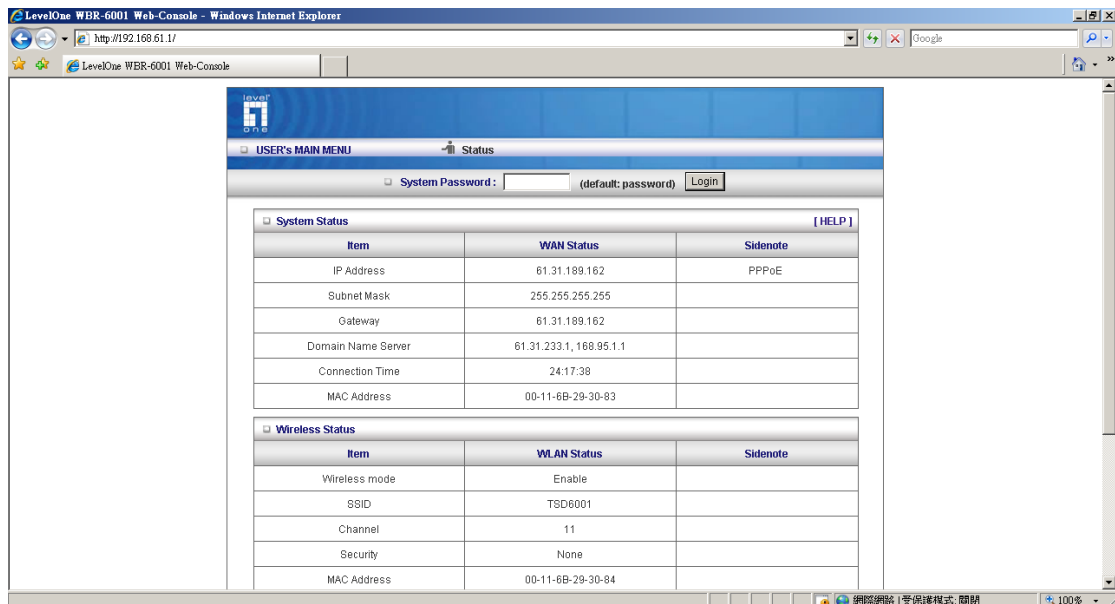 LevelOne WBR-6001 Web-Console - Windows Internet Explorer
http://192.168.61.1/
Google
LevelOne WBR-6001 Web-Console
level
one
USER's MAIN MENU Status
System Password : (default: password) Login
System Status [ HELP ]
Item WAN Status Sidenote
IP Address 61.31.189.162 PPPoE
Subnet Mask 255.255.255.255
Gateway 61.31.189.162
Domain Name Server 61.31.233.1, 168.95.1.1
Connection Time 24:17:38
MAC Address 00-11-6B-29-30-83
Wireless Status
Item WLAN Status Sidenote
Wireless mode Enable
SSID TSD6001
Channel 11
Security None
MAC Address 00-11-6B-29-30-84
網際網路 | 受保護模式: 關閉 100%